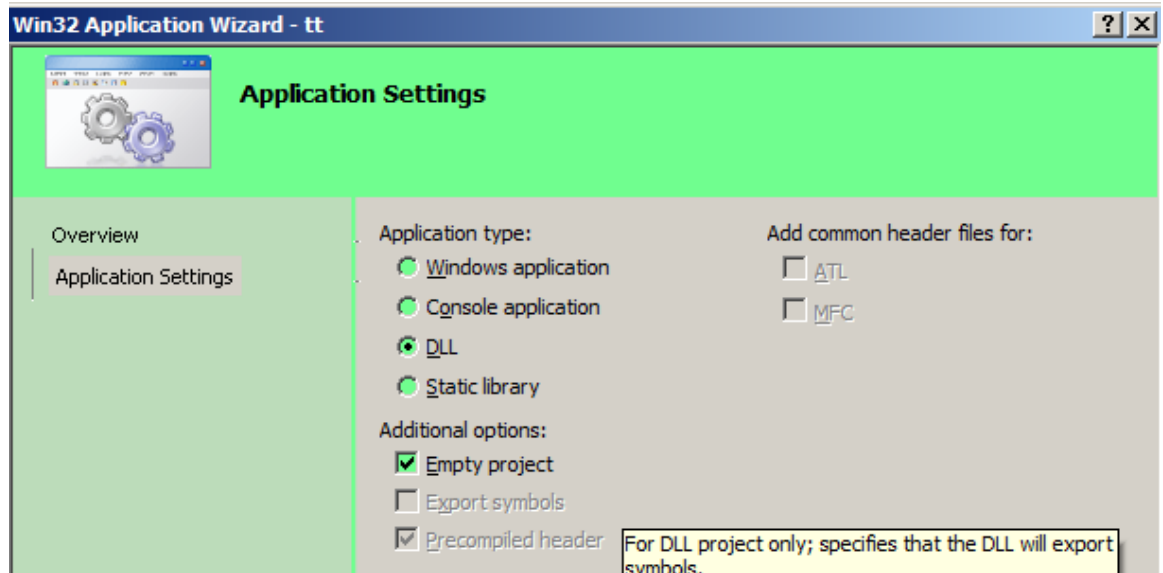 Win32 Application Wizard - tt
Application Settings
Overview
Application Settings
Application type:
Windows application
Console application
DLL
Static library
Additional options:
Empty project
Export symbols
Precompiled header
Add common header files for:
ATL
MFC
For DLL project only; specifies that the DLL will export
symbols.